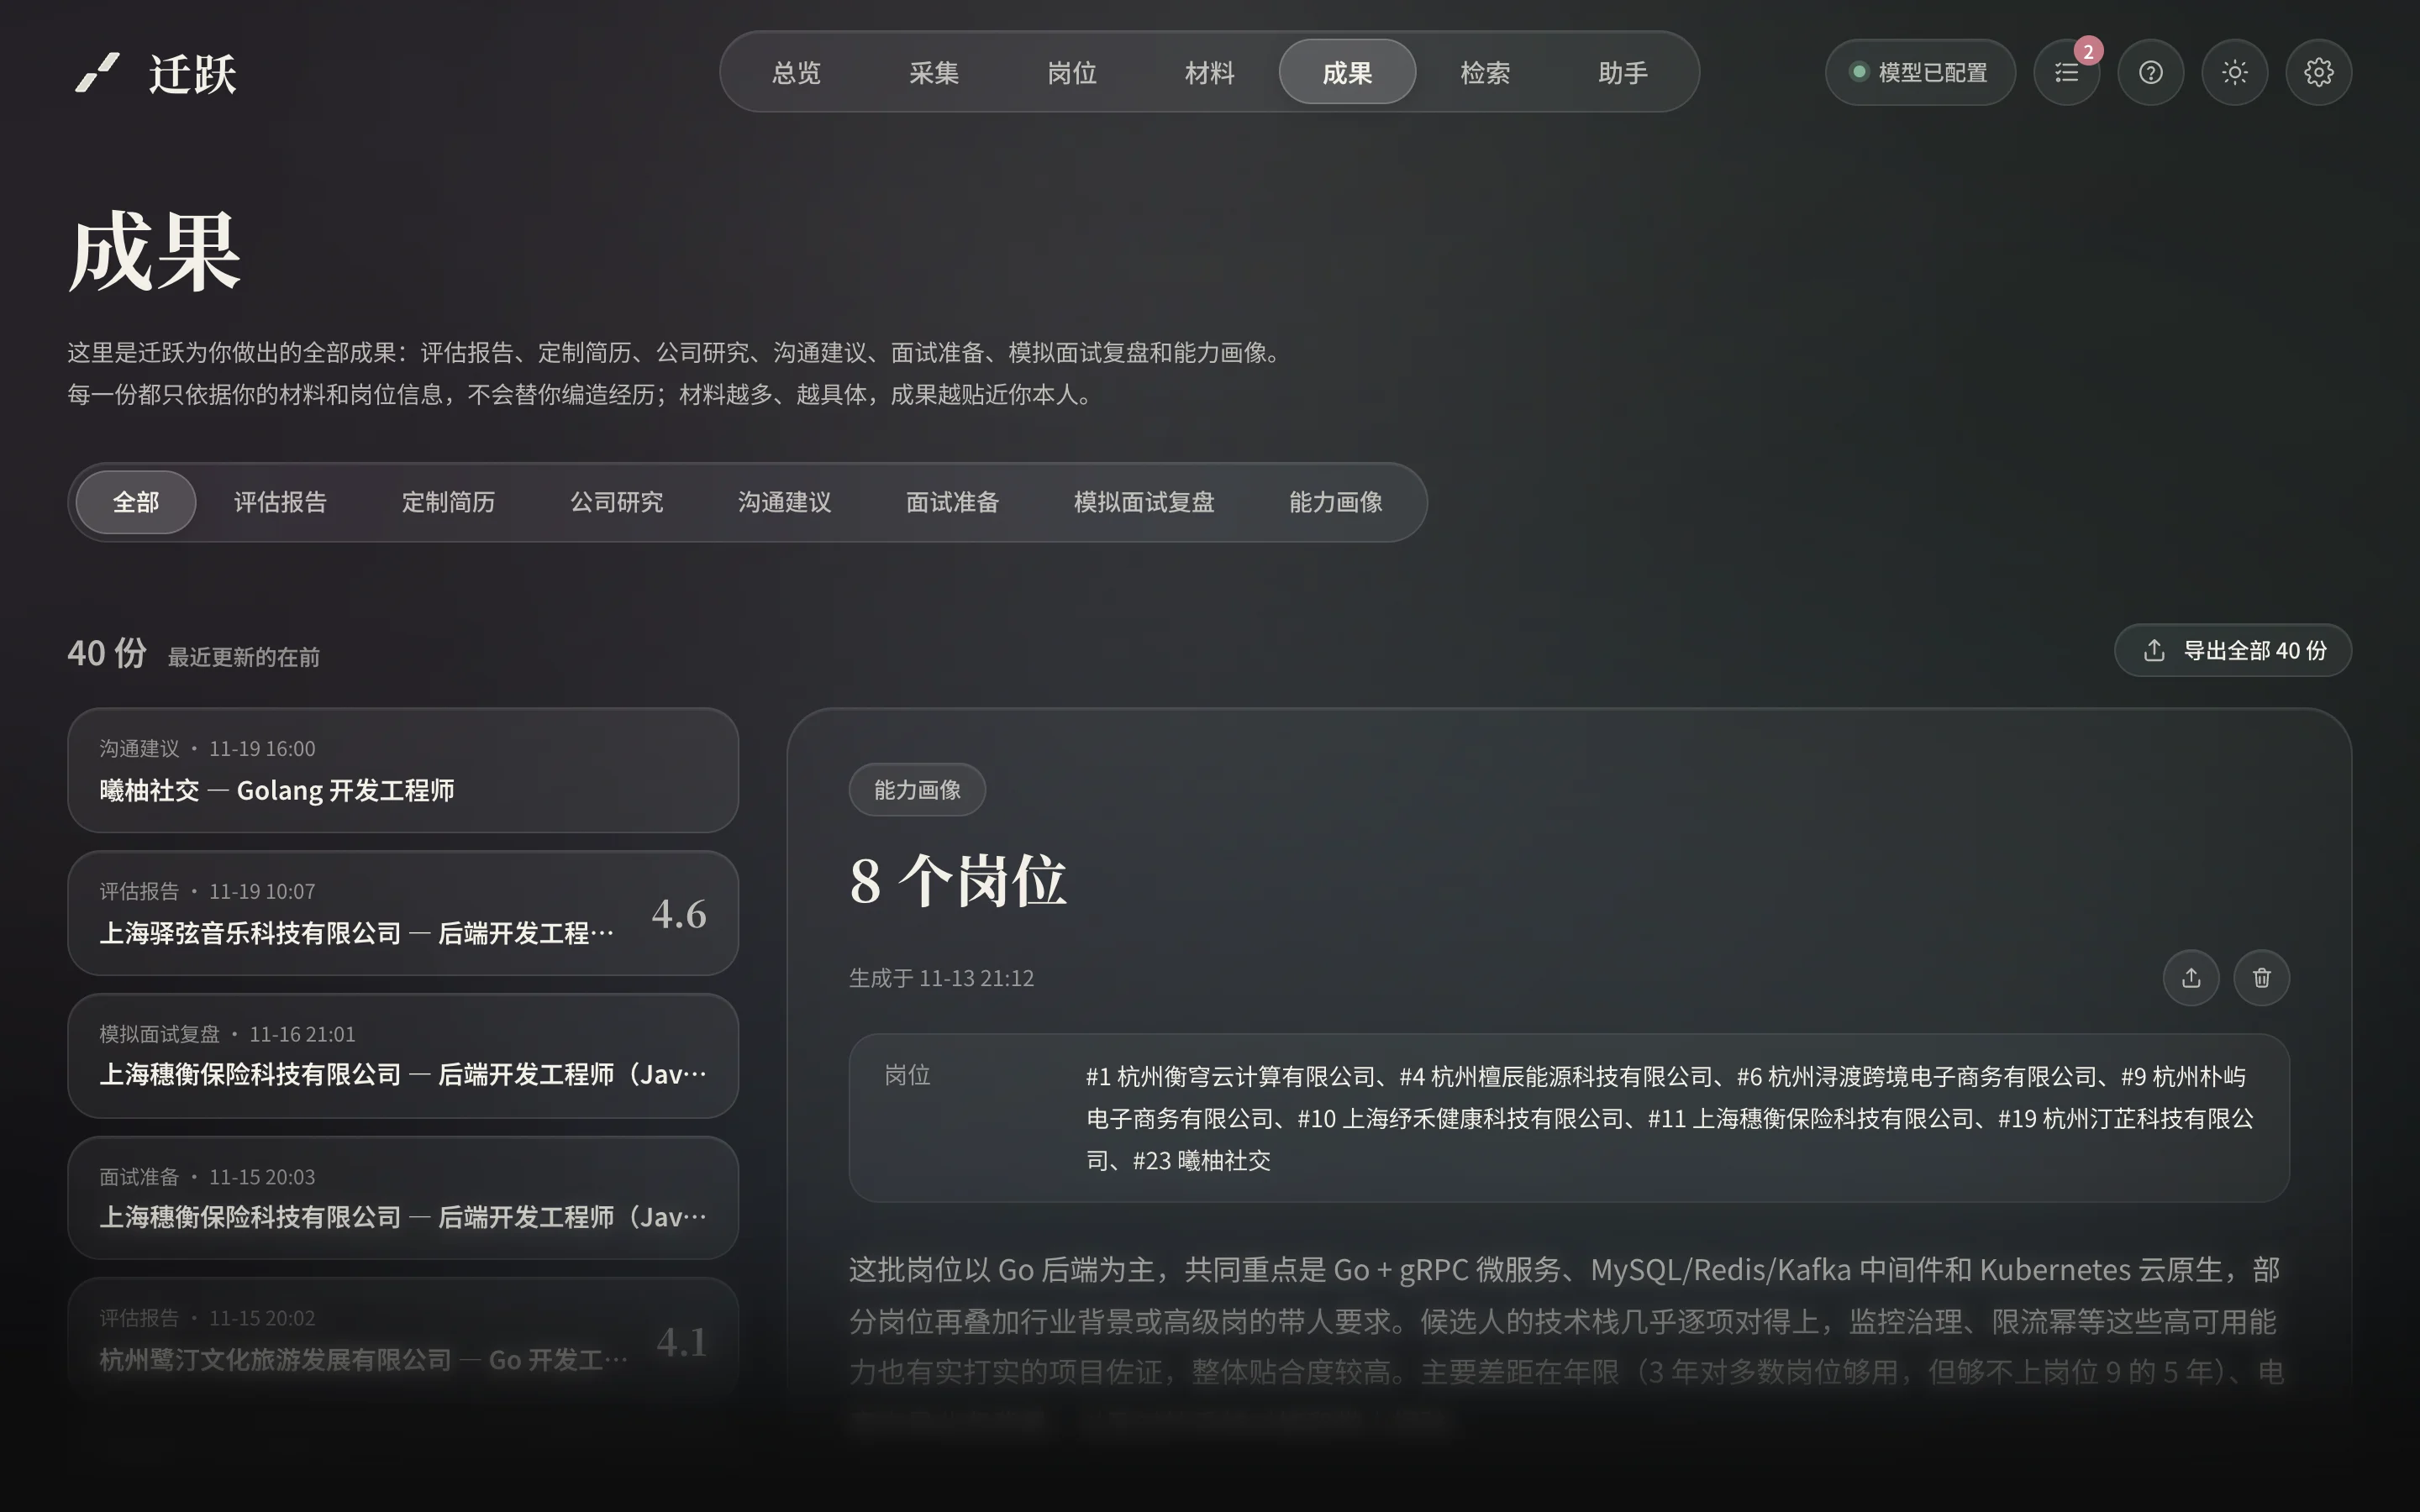 迁跃
总览
采集
岗位
材料
成果
检索
助手
模型已配置
2
成果
这里是迁跃为你做出的全部成果：评估报告、定制简历、公司研究、沟通建议、面试准备、模拟面试复盘和能力画像。
每一份都只依据你的材料和岗位信息，不会替你编造经历；材料越多、越具体，成果越贴近你本人。
全部
评估报告
定制简历
公司研究
沟通建议
面试准备
模拟面试复盘
能力画像
40 份 最近更新的在前
导出全部 40 份
沟通建议 · 11-19 16:00
曦柚社交 — Golang 开发工程师
评估报告 · 11-19 10:07
上海驿弦音乐科技有限公司 — 后端开发工程…
4.6
模拟面试复盘 · 11-16 21:01
上海穗衡保险科技有限公司 — 后端开发工程师（Jav…
面试准备 · 11-15 20:03
上海穗衡保险科技有限公司 — 后端开发工程师（Jav…
评估报告 · 11-15 20:02
杭州鹭汀文化旅游发展有限公司 — Go 开发工…
4.1
能力画像
8 个岗位
生成于 11-13 21:12
岗位
#1 杭州衡穹云计算有限公司、#4 杭州檀辰能源科技有限公司、#6 杭州浔渡跨境电子商务有限公司、#9 杭州朴屿
电子商务有限公司、#10 上海纾禾健康科技有限公司、#11 上海穗衡保险科技有限公司、#19 杭州汀芷科技有限公
司、#23 曦柚社交
这批岗位以 Go 后端为主，共同重点是 Go + gRPC 微服务、MySQL/Redis/Kafka 中间件和 Kubernetes 云原生，部
分岗位再叠加行业背景或高级岗的带人要求。候选人的技术栈几乎逐项对得上，监控治理、限流幂等这些高可用能
力也有实打实的项目佐证，整体贴合度较高。主要差距在年限（3 年对多数岗位够用，但够不上岗位 9 的 5 年）、电